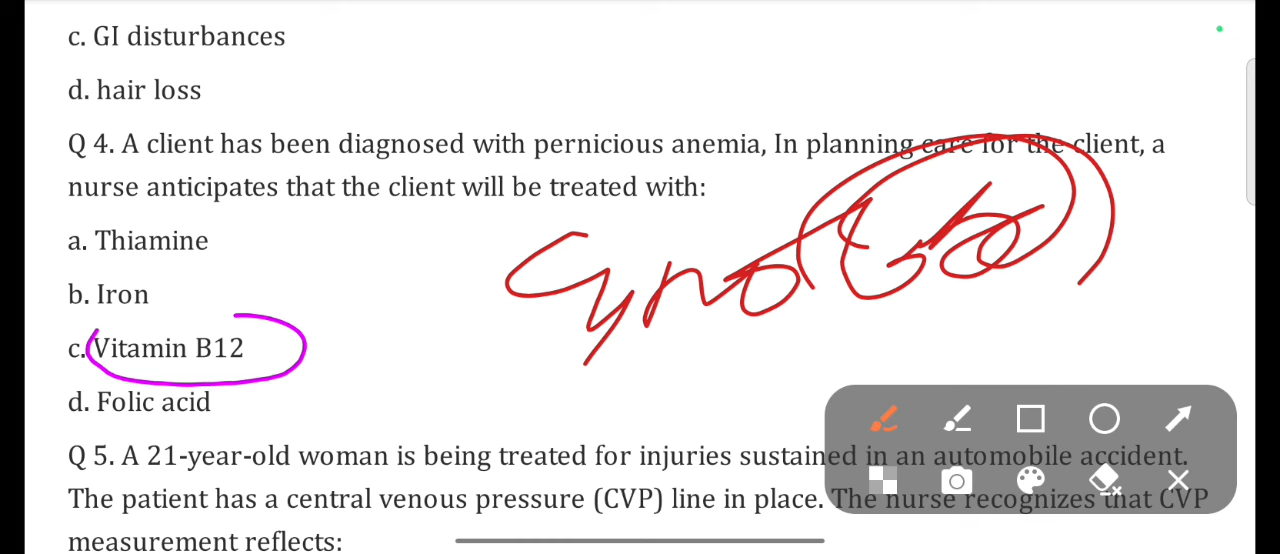 c. GI disturbances
d. hair loss
Q 4. A client has been diagnosed with pernicious anemia, In planning care for the client, a
nurse anticipates that the client will be treated with:
a. Thiamine
b. Iron
c. Vitamin B12
d. Folic acid
Q 5. A 21-year-old woman is being treated for injuries sustained in an automobile accident.
The patient has a central venous pressure (CVP) line in place. The nurse recognizes that CVP
measurement reflects: